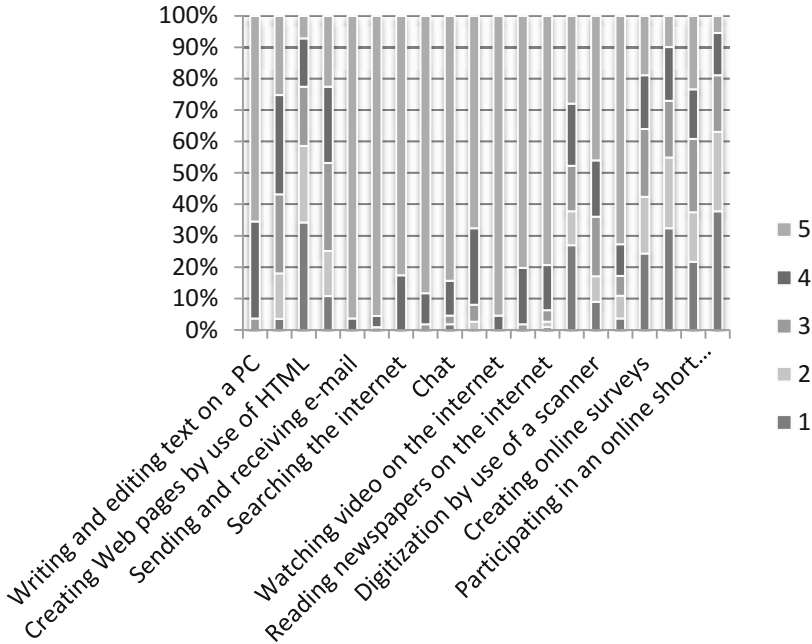 100%
90%
80%
70%
60%
50%
40%
30%
20%
10%
0%
Writing and editing text on a PC
Creating Web pages by use of HTML
Sending and receiving e-mail
Searching the internet
Chat
Watching video on the internet
Reading newspapers on the internet
Digitization by use of a scanner
Creating online surveys
Participating in an online short...
5
4
3
2
1